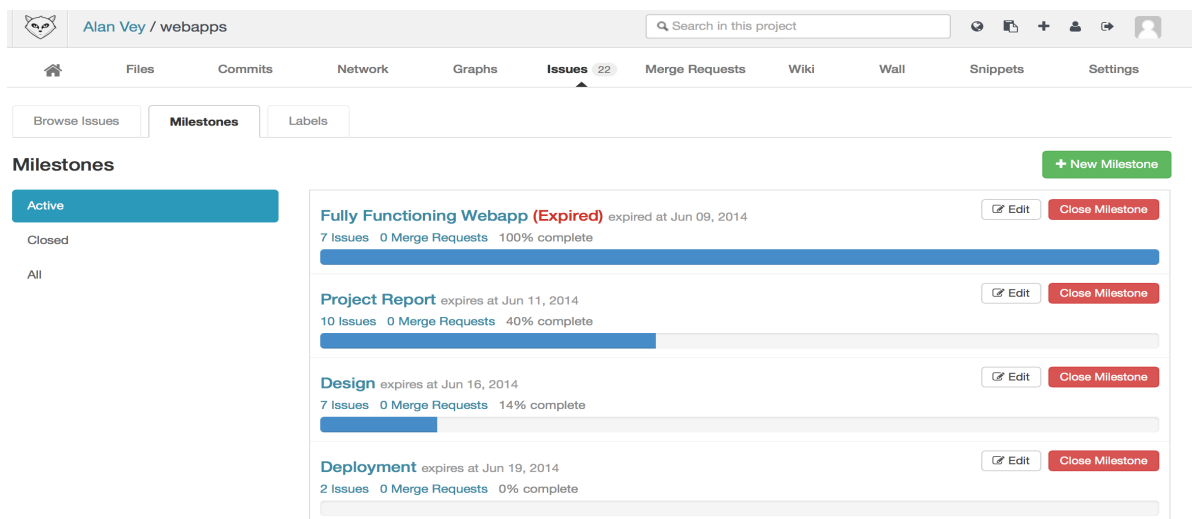 Alan Vey / webapps
Search in this project
Files Commits Network Graphs Issues 22 Merge Requests Wiki Wall Snippets Settings
Browse Issues Milestones Labels
Milestones
+ New Milestone
Active
Closed
All
Fully Functioning Webapp (Expired) expired at Jun 09, 2014
Edit Close Milestone
7 Issues 0 Merge Requests 100% complete
Project Report expires at Jun 11, 2014
Edit Close Milestone
10 Issues 0 Merge Requests 40% complete
Design expires at Jun 16, 2014
Edit Close Milestone
7 Issues 0 Merge Requests 14% complete
Deployment expires at Jun 19, 2014
Edit Close Milestone
2 Issues 0 Merge Requests 0% complete